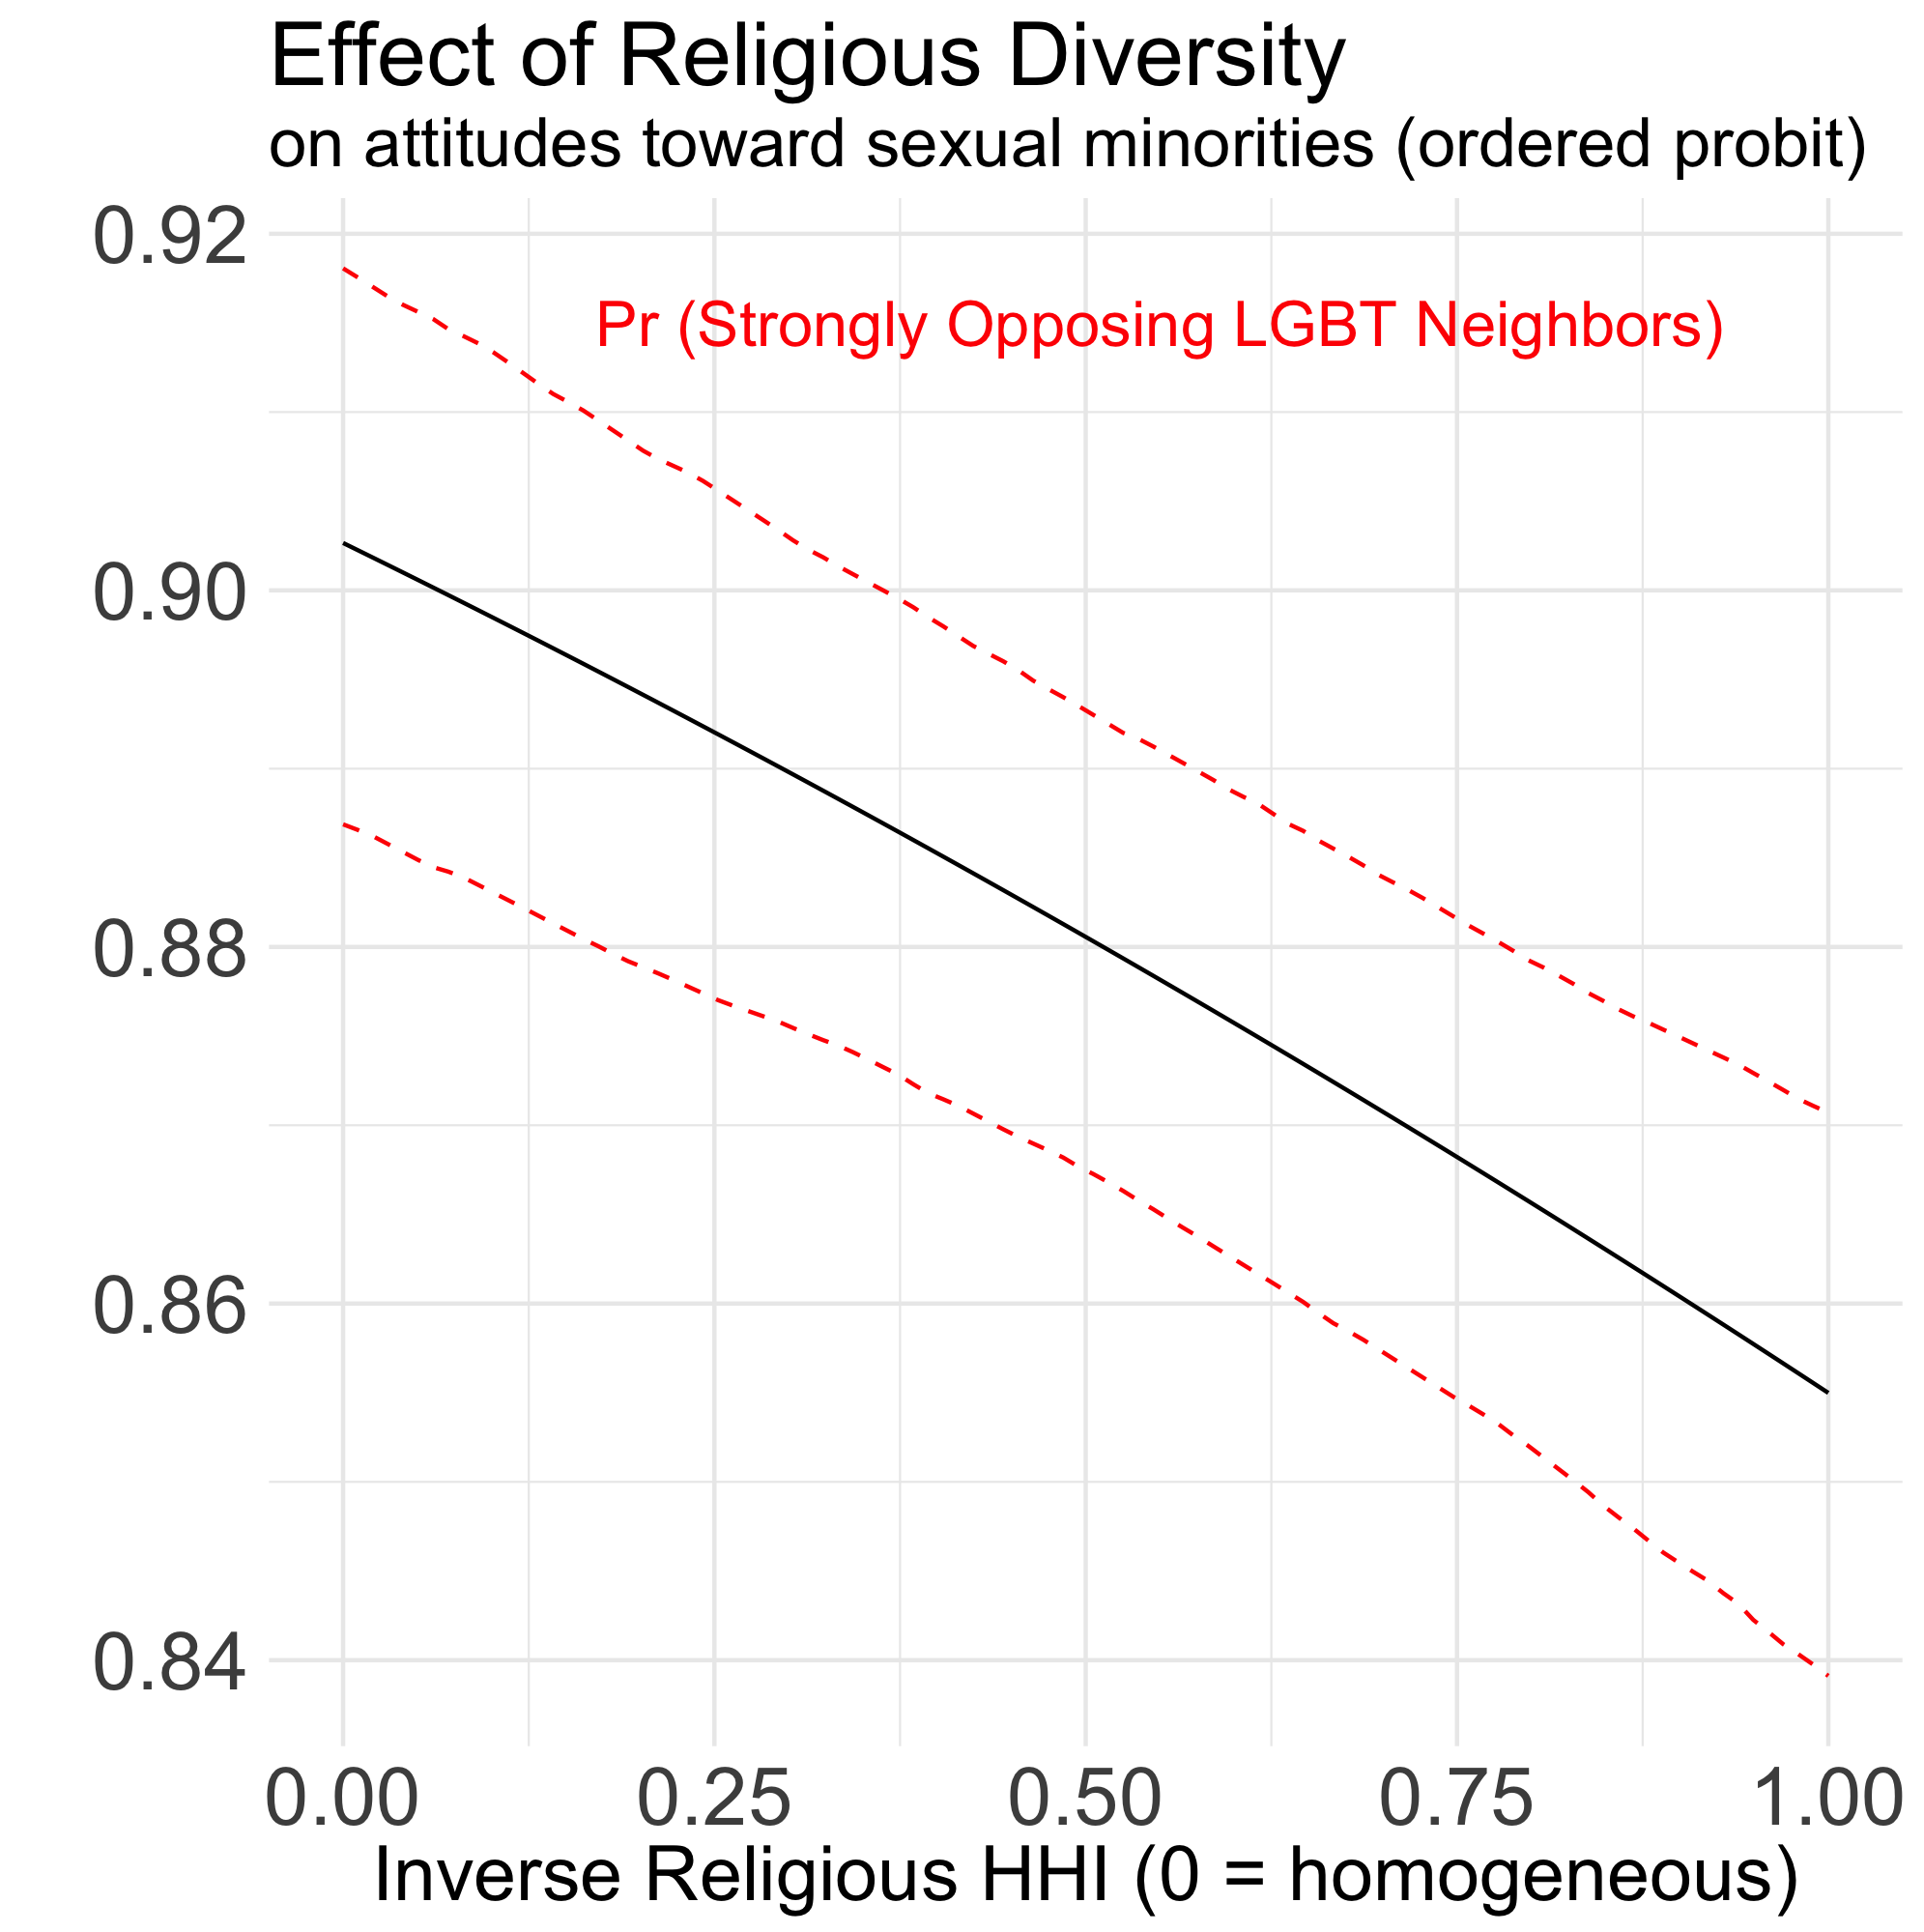 Effect of Religious Diversity
on attitudes toward sexual minorities (ordered probit)
0.92
Pr (Strongly Opposing LGBT Neighbors)
0.90
0.88
0.86
0.84
0.00 0.25 0.50 0.75 1.00
Inverse Religious HHI (0 = homogeneous)